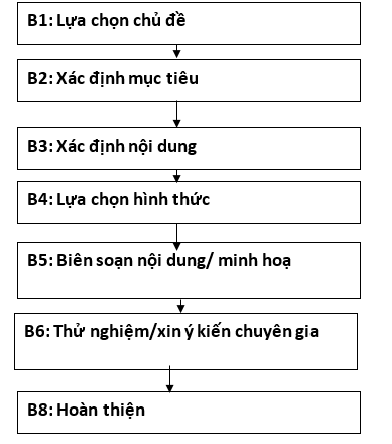 B1: Lựa chọn chủ đề
B2: Xác định mục tiêu
B3: Xác định nội dung
B4: Lựa chọn hình thức
B5: Biên soạn nội dung/ minh hoạ
B6: Thử nghiệm/xin ý kiến chuyên gia
B8: Hoàn thiện